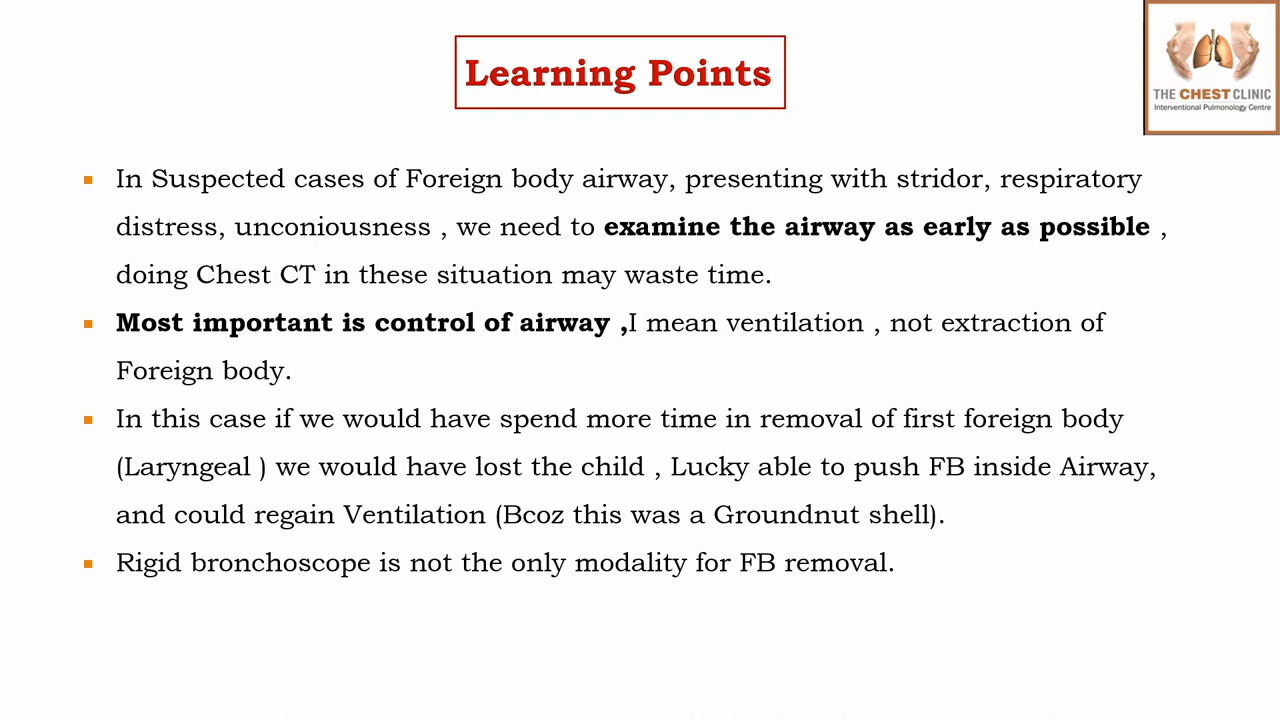 Learning Points
THE CHEST CLINIC
Interventional Pulmonology Centre
In Suspected cases of Foreign body airway, presenting with stridor, respiratory
distress, unconiousness , we need to examine the airway as early as possible ,
doing Chest CT in these situation may waste time.
Most important is control of airway ,I mean ventilation , not extraction of
Foreign body.
In this case if we would have spend more time in removal of first foreign body
(Laryngeal ) we would have lost the child , Lucky able to push FB inside Airway,
and could regain Ventilation (Bcoz this was a Groundnut shell).
Rigid bronchoscope is not the only modality for FB removal.